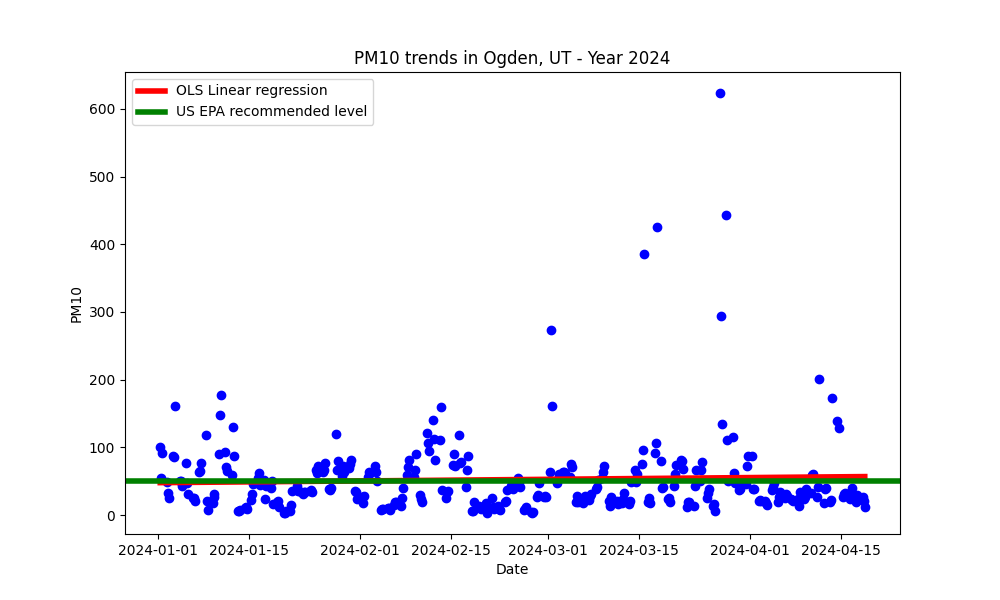 PM10 trends in Ogden, UT - Year 2024
OLS Linear regression
US EPA recommended level
600
500
400
300
200
100
0
PM10
2024-01-01 2024-01-15 2024-02-01 2024-02-15 2024-03-01 2024-03-15 2024-04-01 2024-04-15
Date